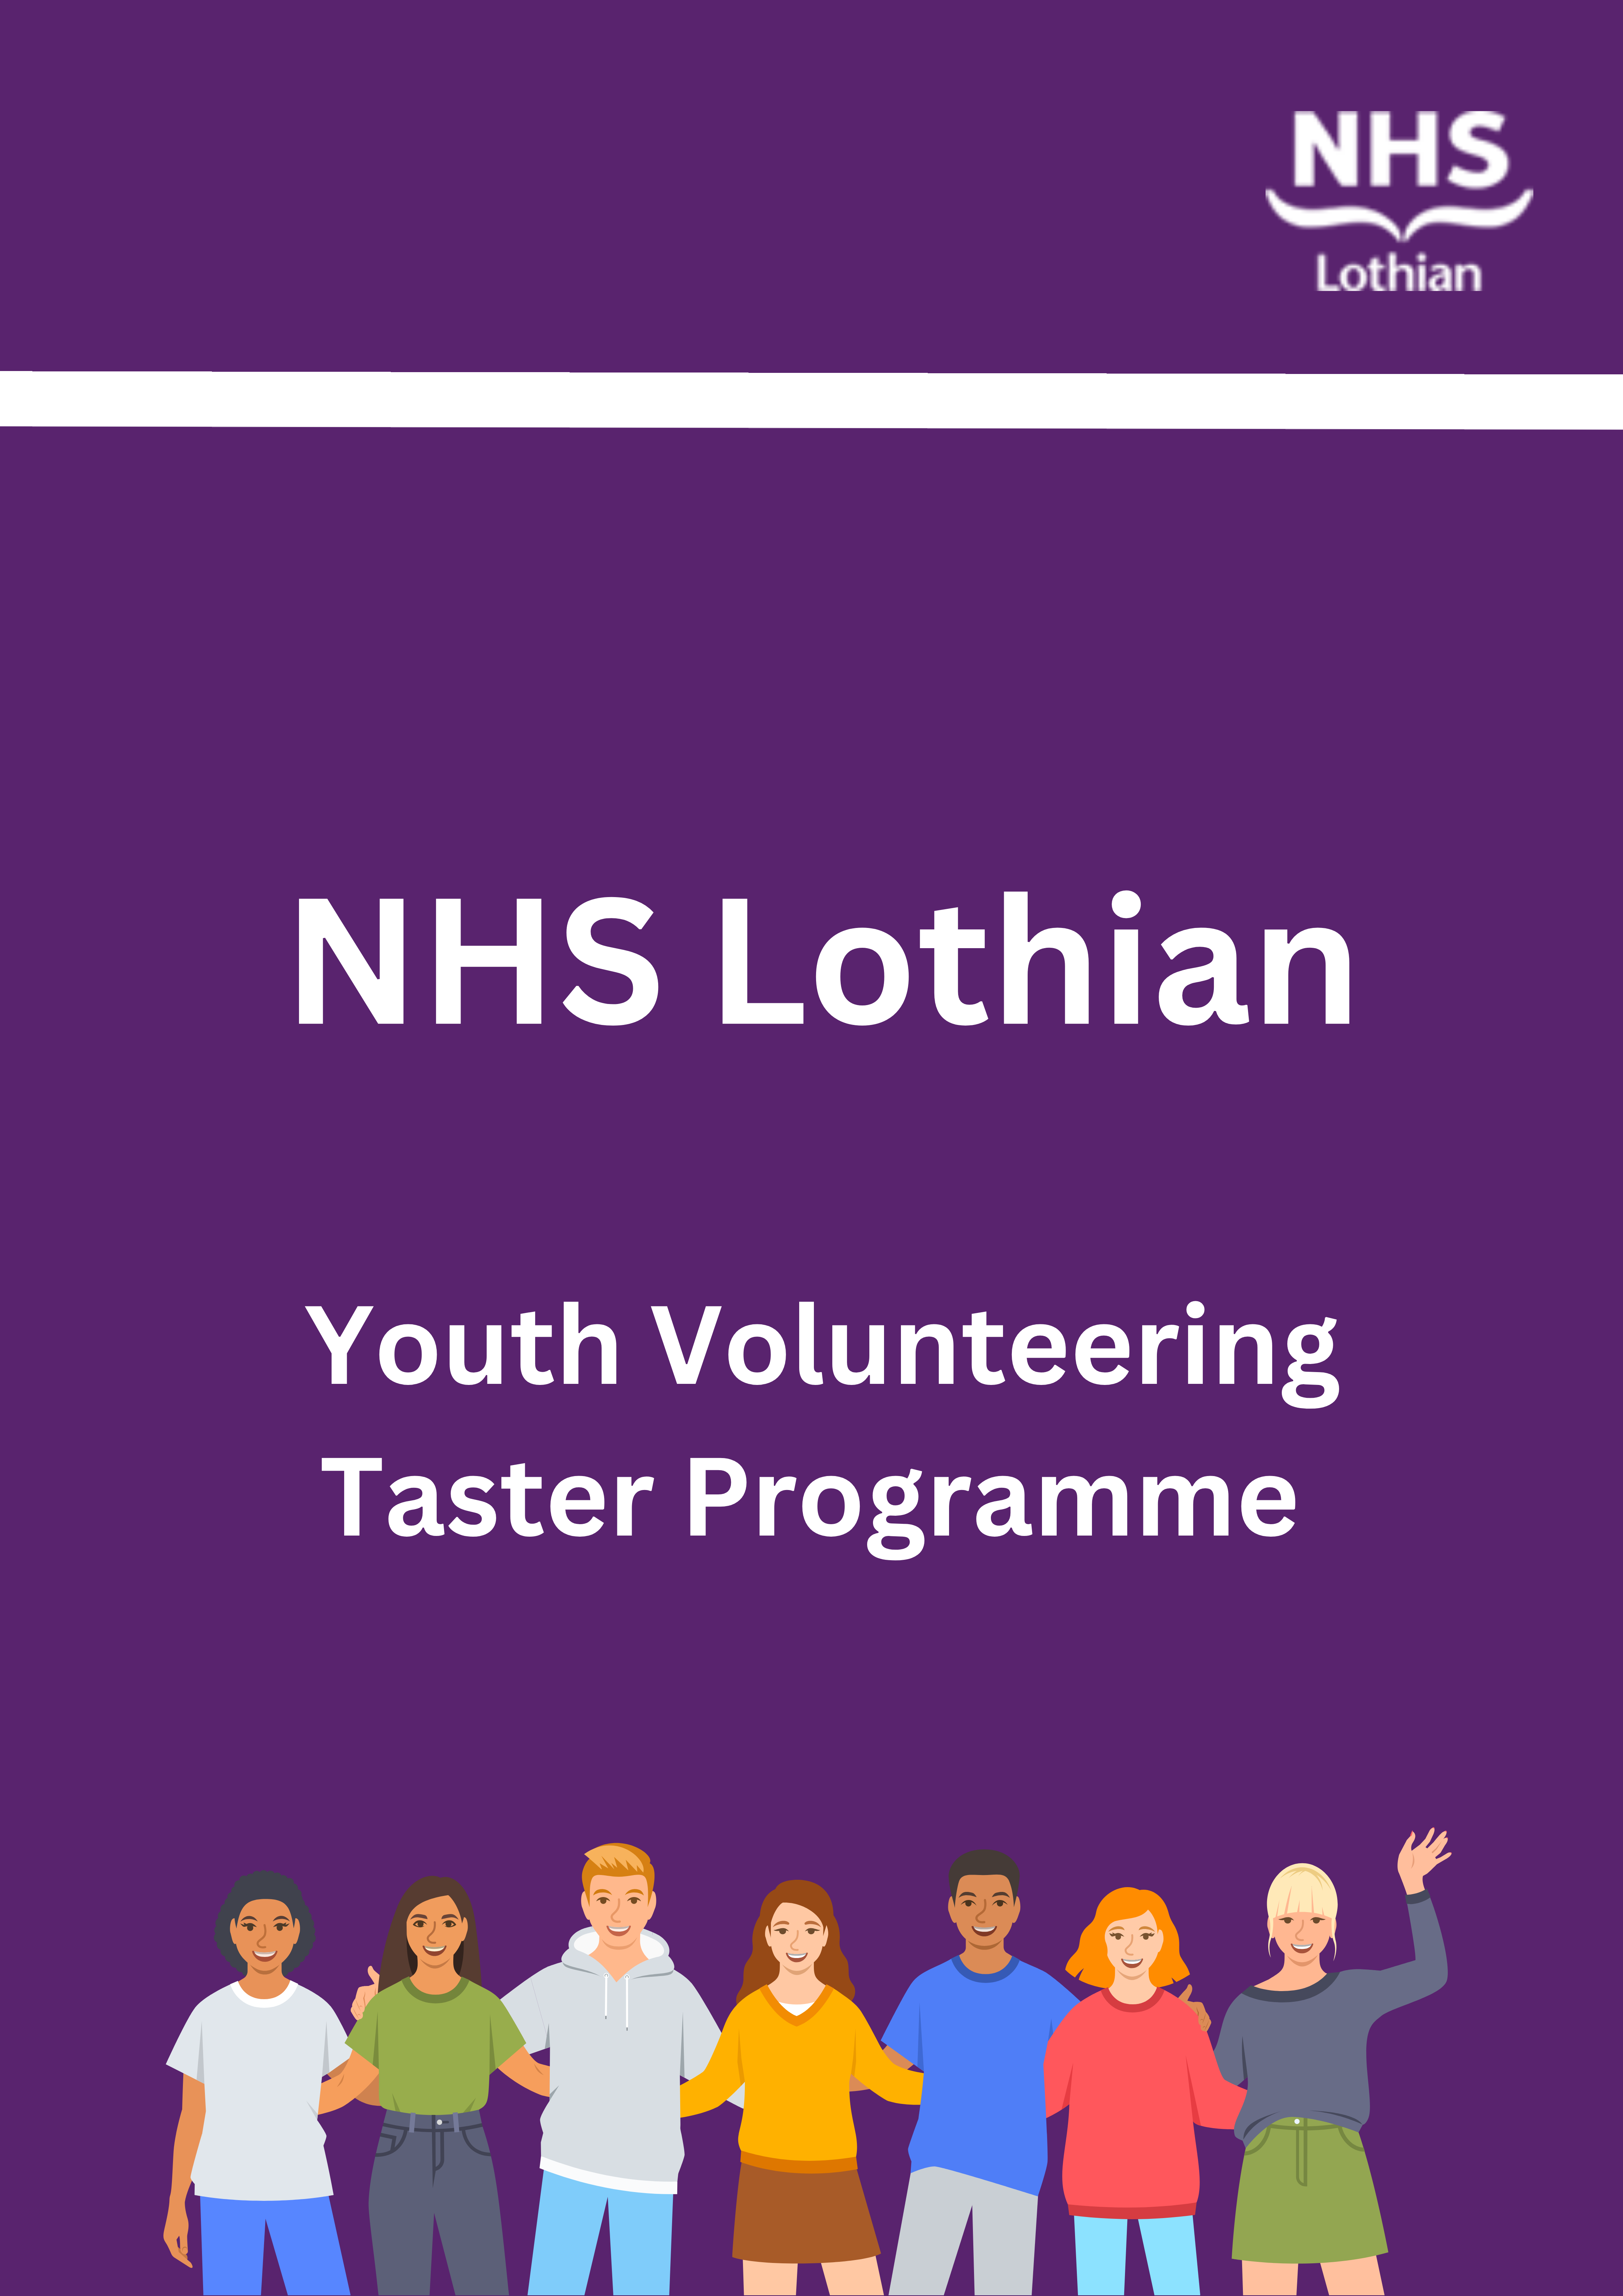 NHS
Lothian
NHS Lothian
Youth Volunteering
Taster Programme